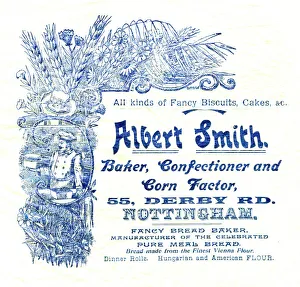 All kinds of Fancy Biscuits, Cakes, &c.
Albert Smith.
Baker, Confectioner and
Corn Factor,
55, DERBY RD.
NOTTINGHAM.
FANCY BREAD BAKER,
MANUFACTURER OF THE CELEBRATED
PURE MEAL BREAD.
Bread made from the Finest Vienna Flour.
Dinner Rolls. Hungarian and American FLOUR.